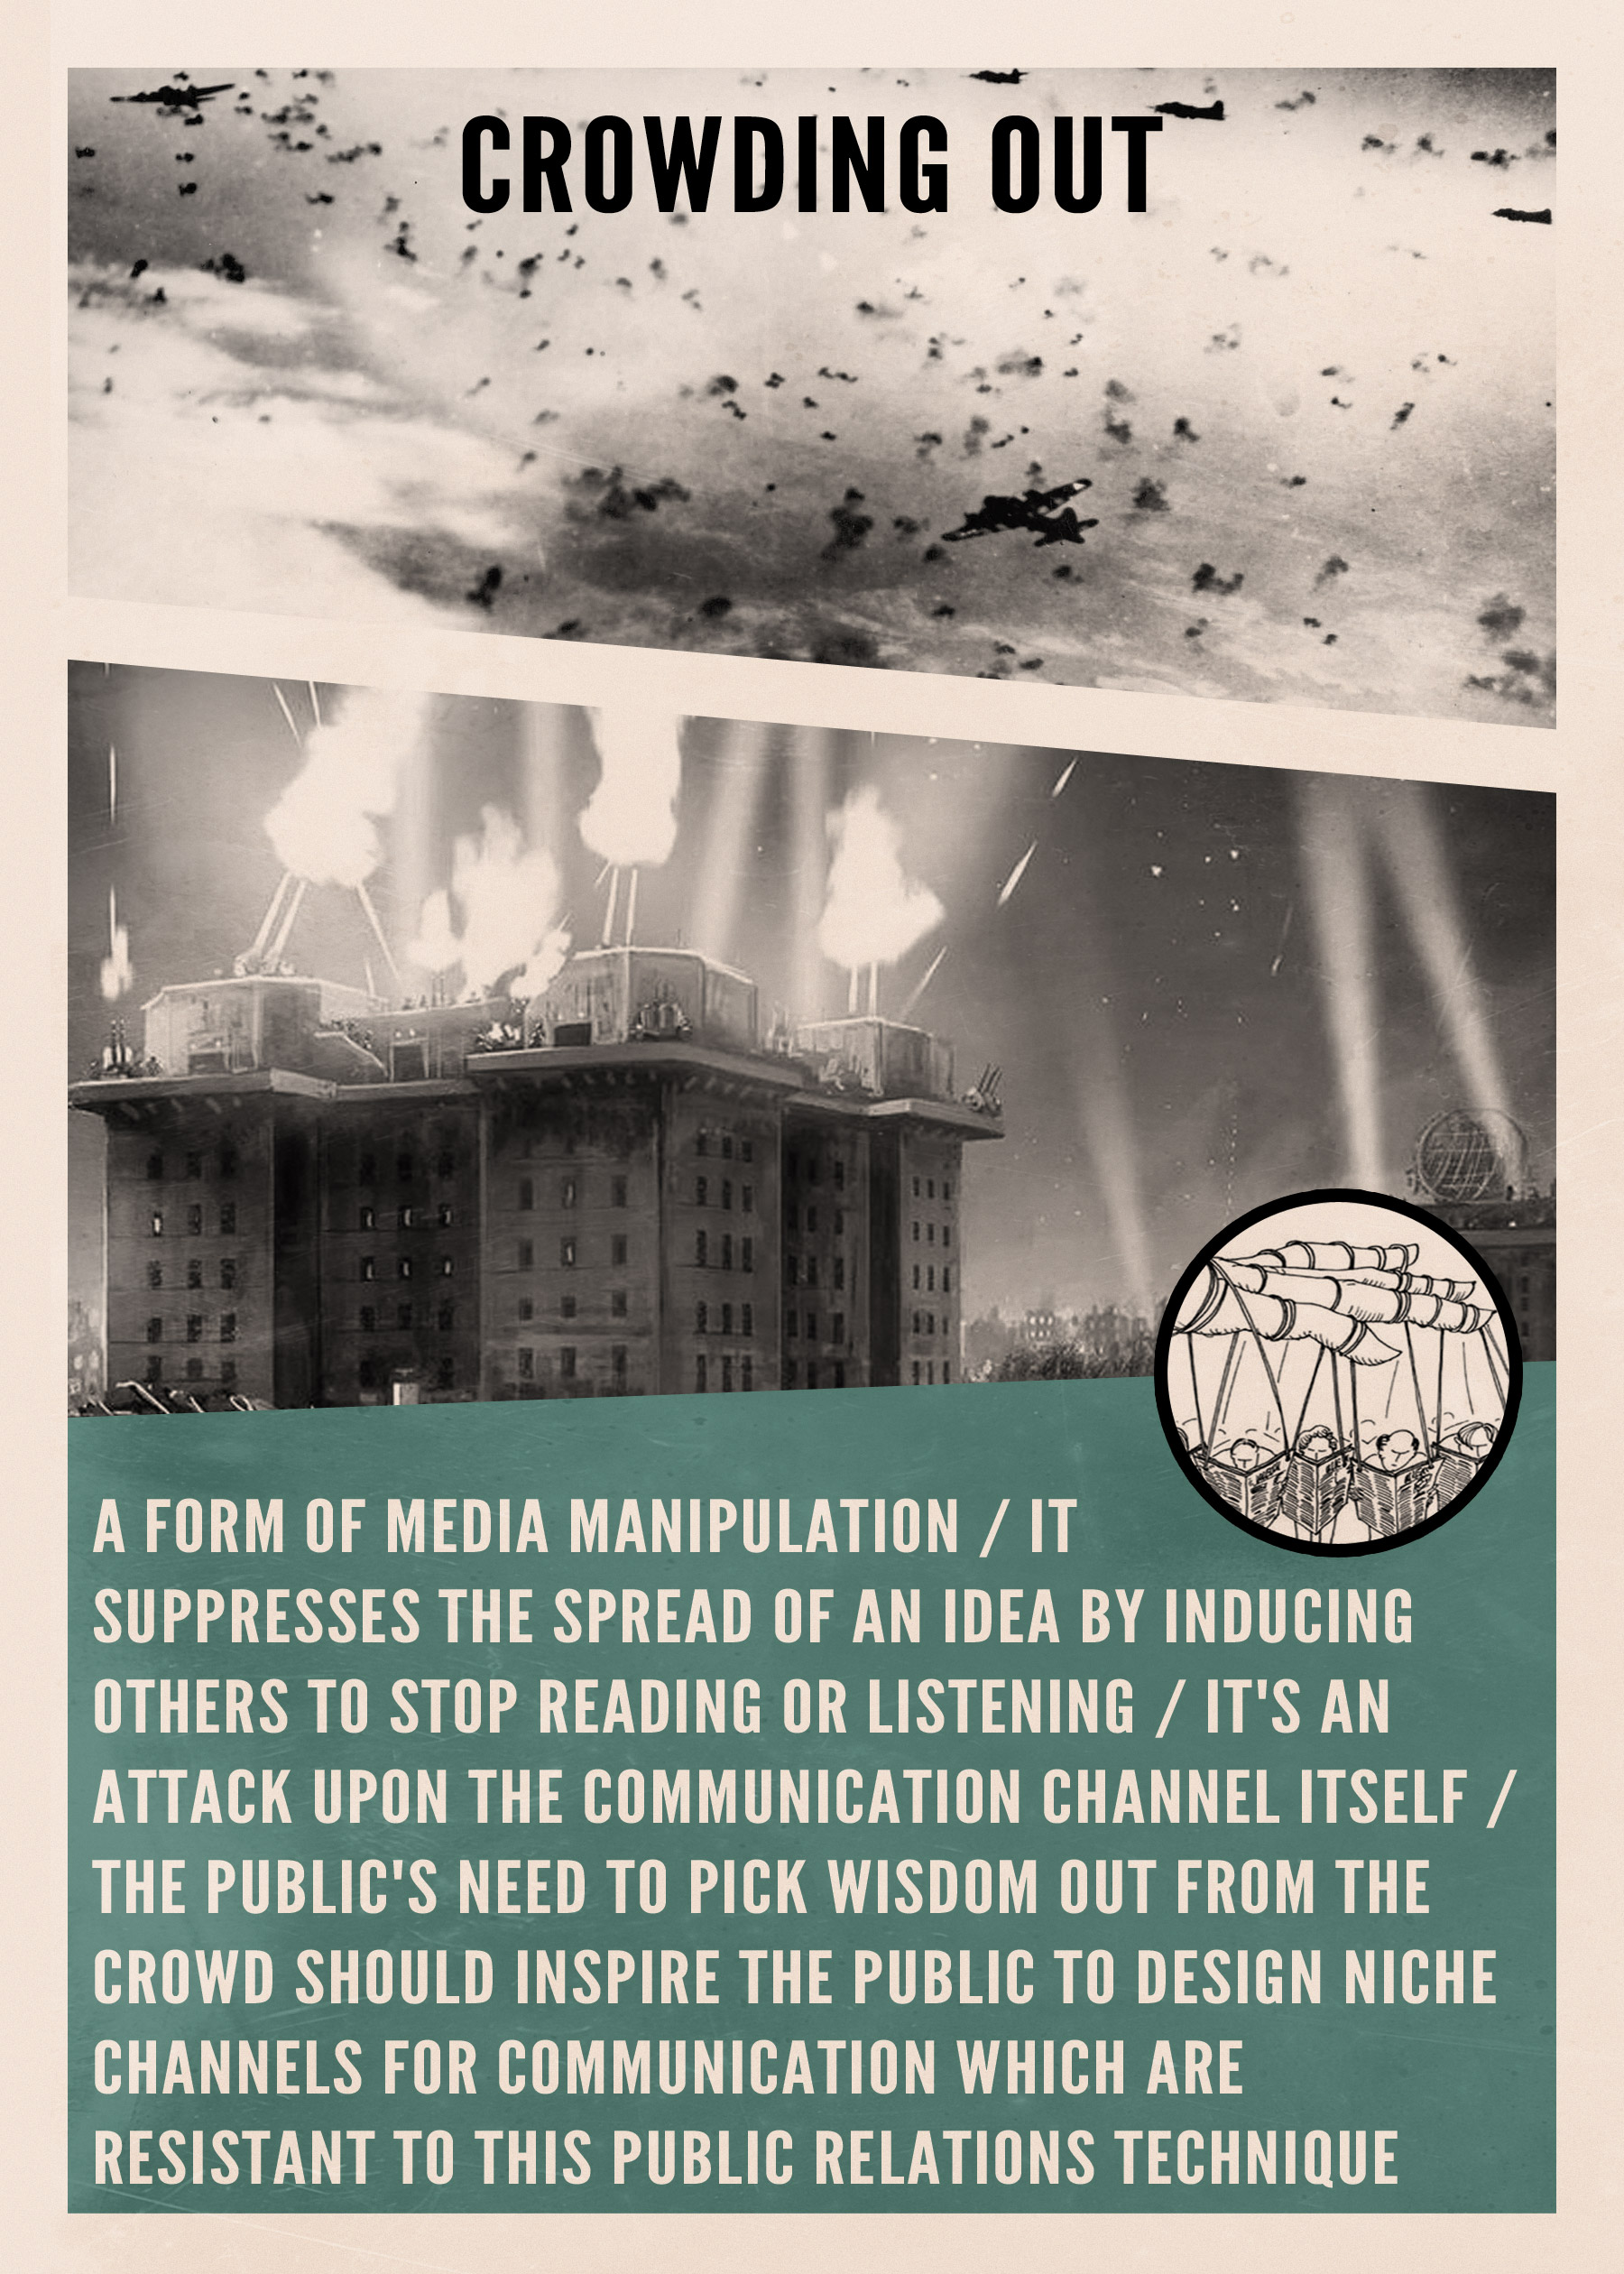 CROWDING OUT
A FORM OF MEDIA MANIPULATION / IT
SUPPRESSES THE SPREAD OF AN IDEA BY INDUCING
OTHERS TO STOP READING OR LISTENING / IT'S AN
ATTACK UPON THE COMMUNICATION CHANNEL ITSELF /
THE PUBLIC'S NEED TO PICK WISDOM OUT FROM THE
CROWD SHOULD INSPIRE THE PUBLIC TO DESIGN NICHE
CHANNELS FOR COMMUNICATION WHICH ARE
RESISTANT TO THIS PUBLIC RELATIONS TECHNIQUE